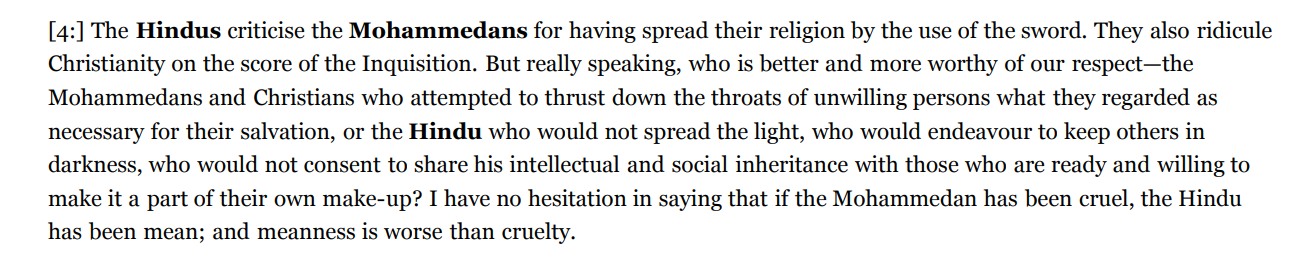 [4:] The Hindus criticise the Mohammedans for having spread their religion by the use of the sword. They also ridicule
Christianity on the score of the Inquisition. But really speaking, who is better and more worthy of our respect—the
Mohammedans and Christians who attempted to thrust down the throats of unwilling persons what they regarded as
necessary for their salvation, or the Hindu who would not spread the light, who would endeavour to keep others in
darkness, who would not consent to share his intellectual and social inheritance with those who are ready and willing to
make it a part of their own make-up? I have no hesitation in saying that if the Mohammedan has been cruel, the Hindu
has been mean; and meanness is worse than cruelty.